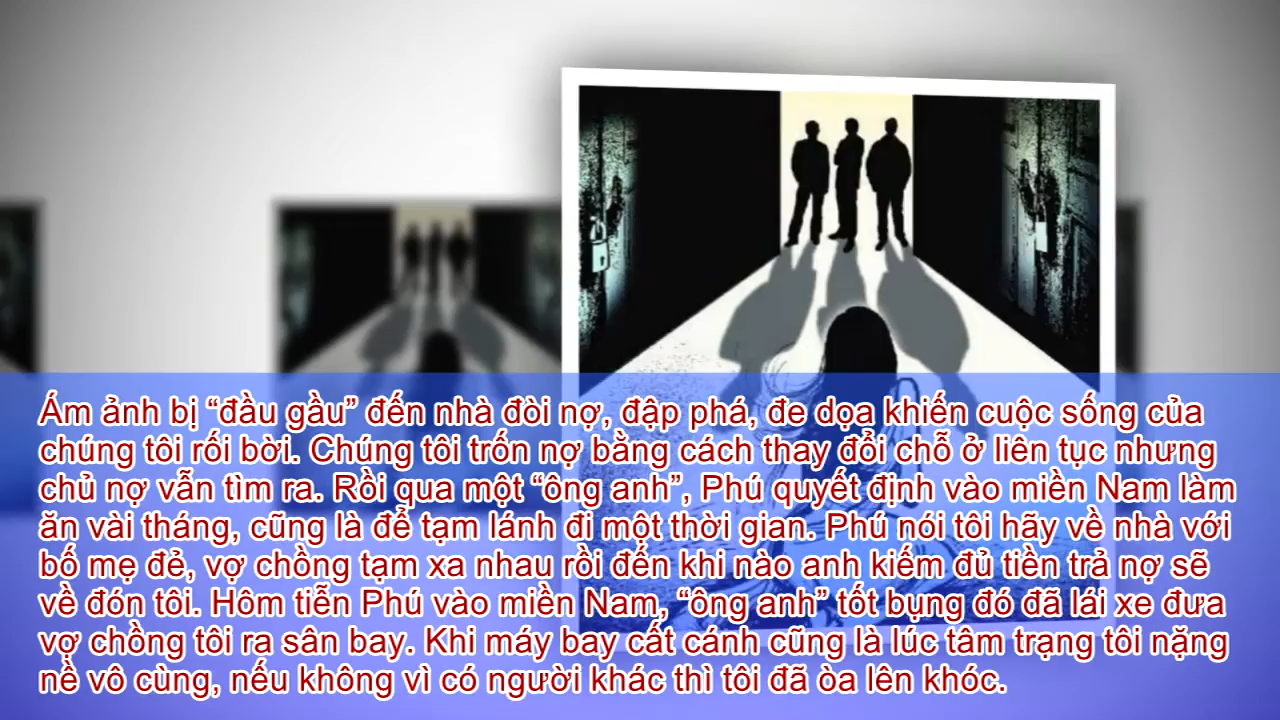 Ám ảnh bị “đầu gầu” đến nhà đòi nợ, đập phá, đe dọa khiến cuộc sống của
chúng tôi rối bời. Chúng tôi trốn nợ bằng cách thay đổi chỗ ở liên tục nhưng
chủ nợ vẫn tìm ra. Rồi qua một “ông anh”, Phú quyết định vào miền Nam làm
ăn vài tháng, cũng là để tạm lánh đi một thời gian. Phú nói tôi hãy về nhà với
bố mẹ đẻ, vợ chồng tạm xa nhau rồi đến khi nào anh kiếm đủ tiền trả nợ sẽ
về đón tôi. Hôm tiễn Phú vào miền Nam, “ông anh” tốt bụng đó đã lái xe đưa
vợ chồng tôi ra sân bay. Khi máy bay cất cánh cũng là lúc tâm trạng tôi nặng
nề vô cùng, nếu không vì có người khác thì tôi đã òa lên khóc.